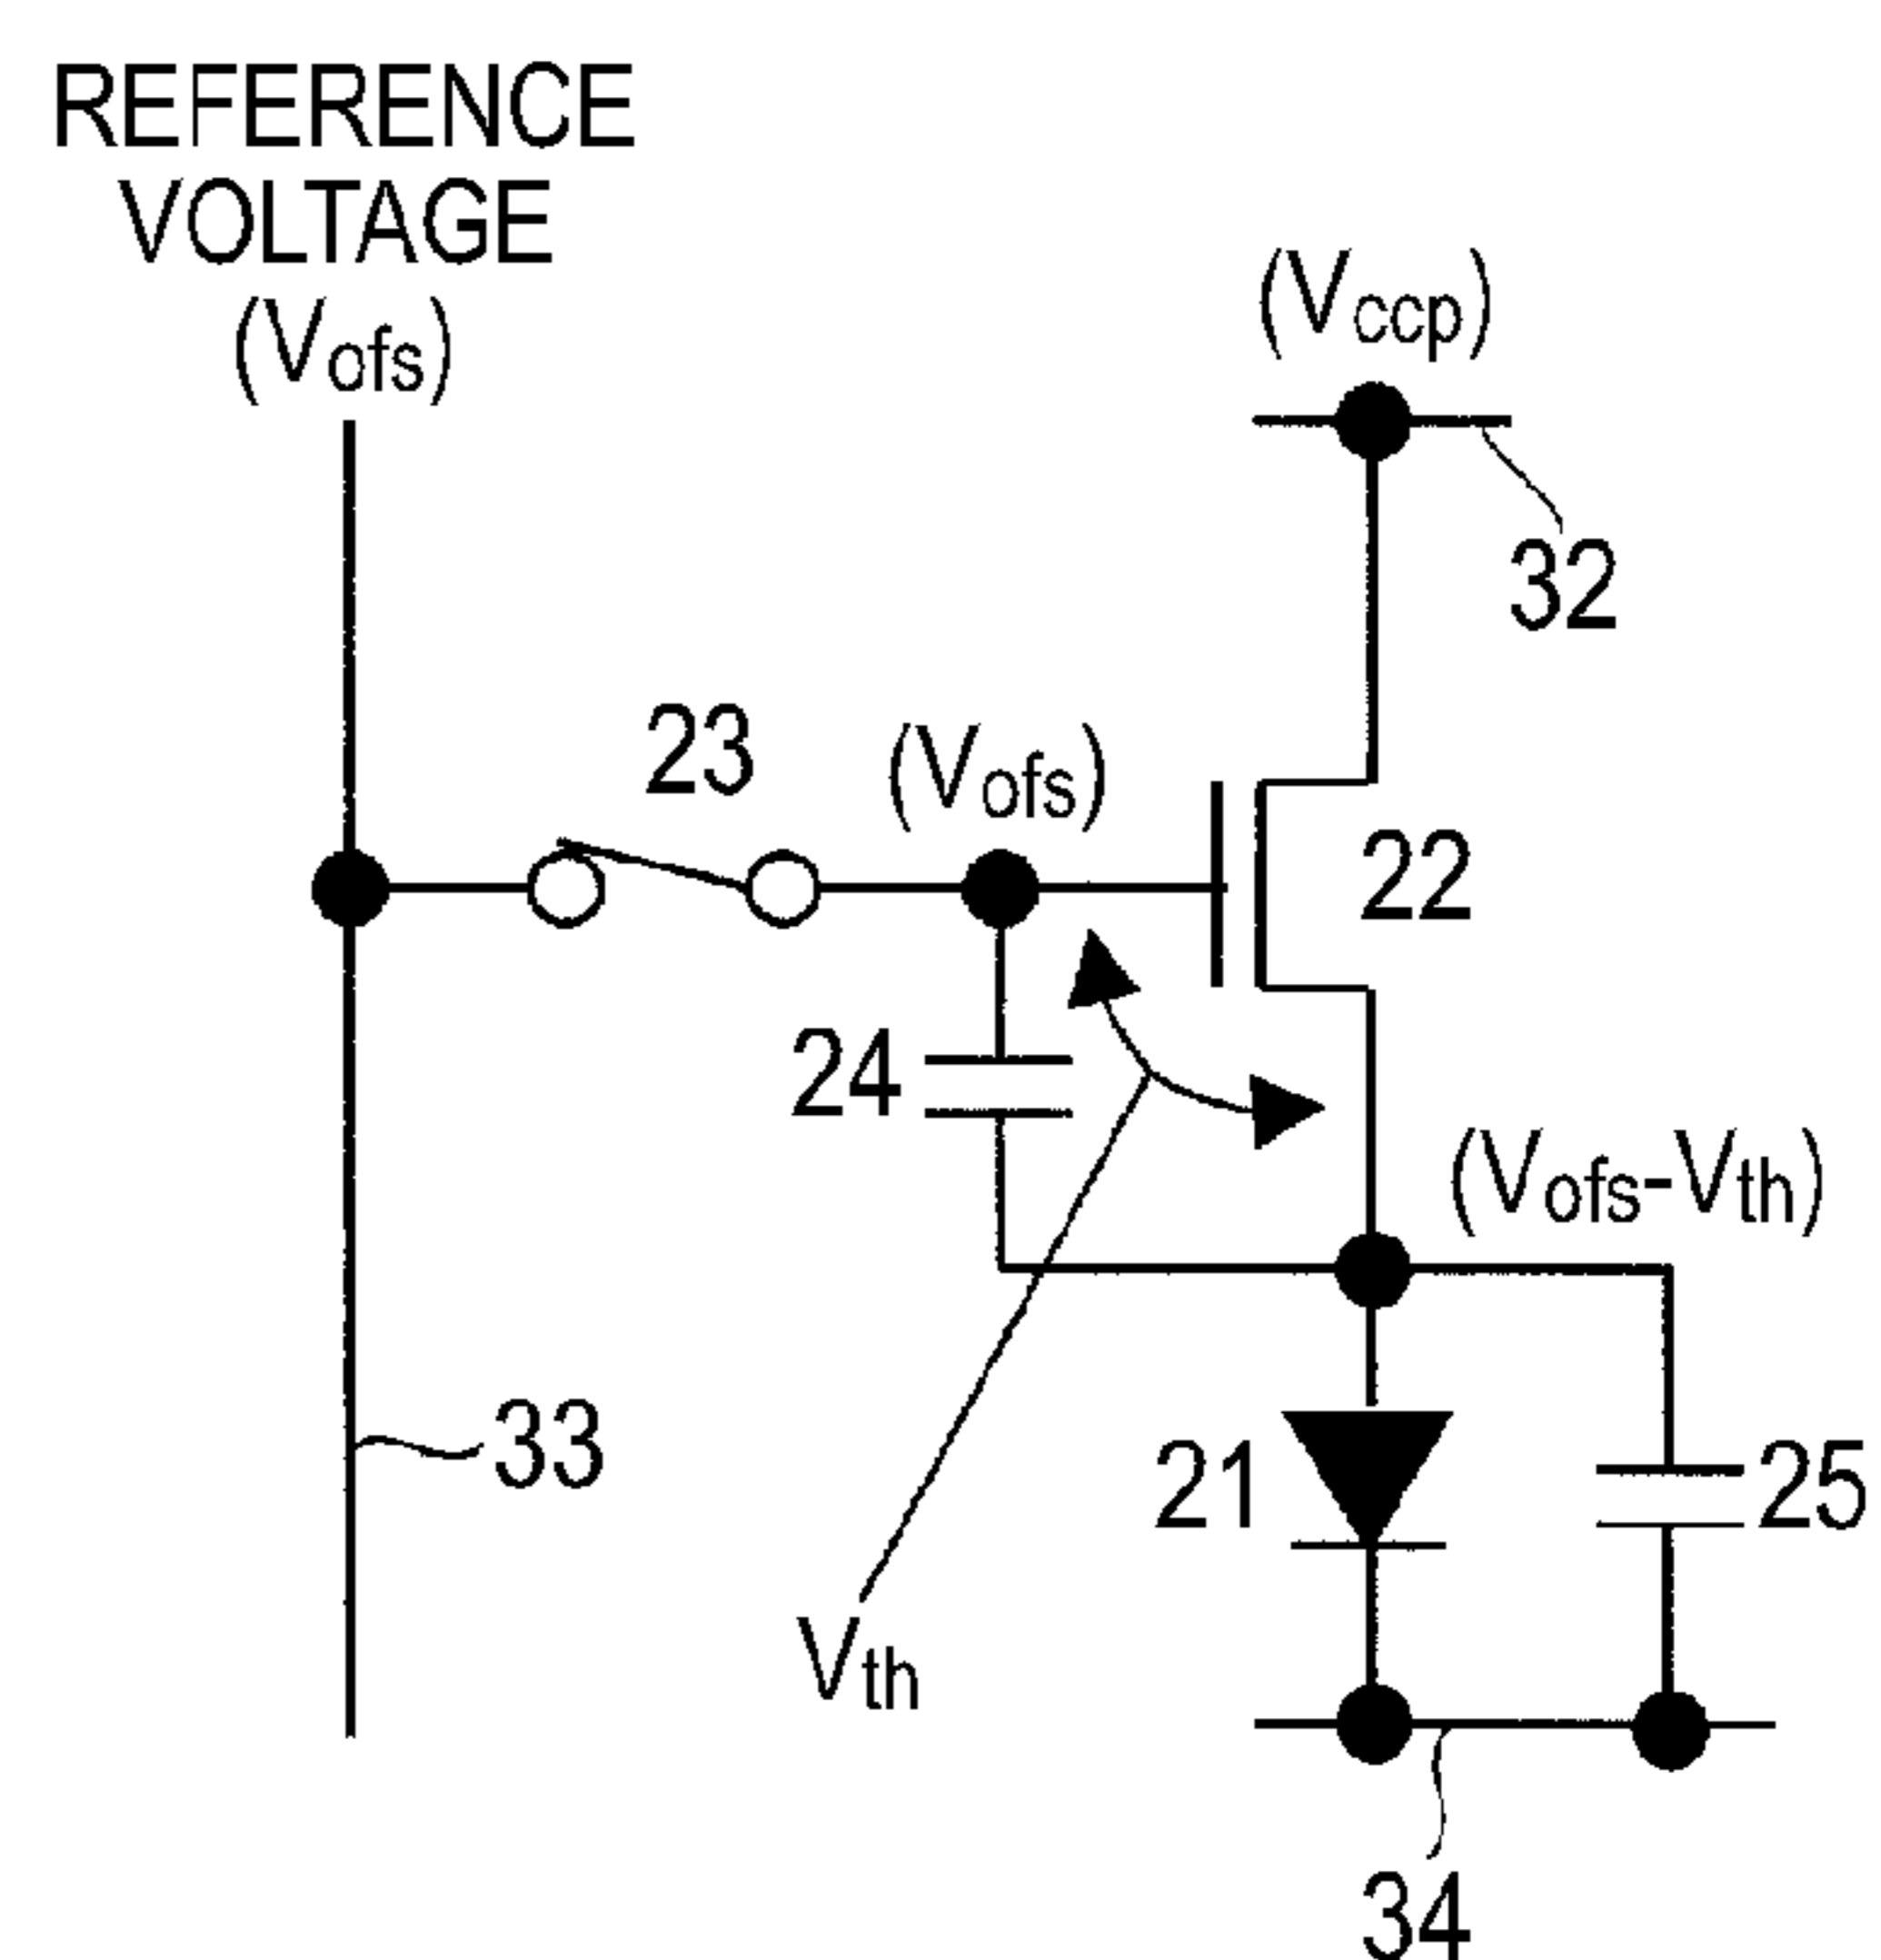 REFERENCE
VOLTAGE
(Vofs)
(Vccp)
32
23
(Vofs)
22
24
(Vofs-Vth)
33
21
25
Vth
34